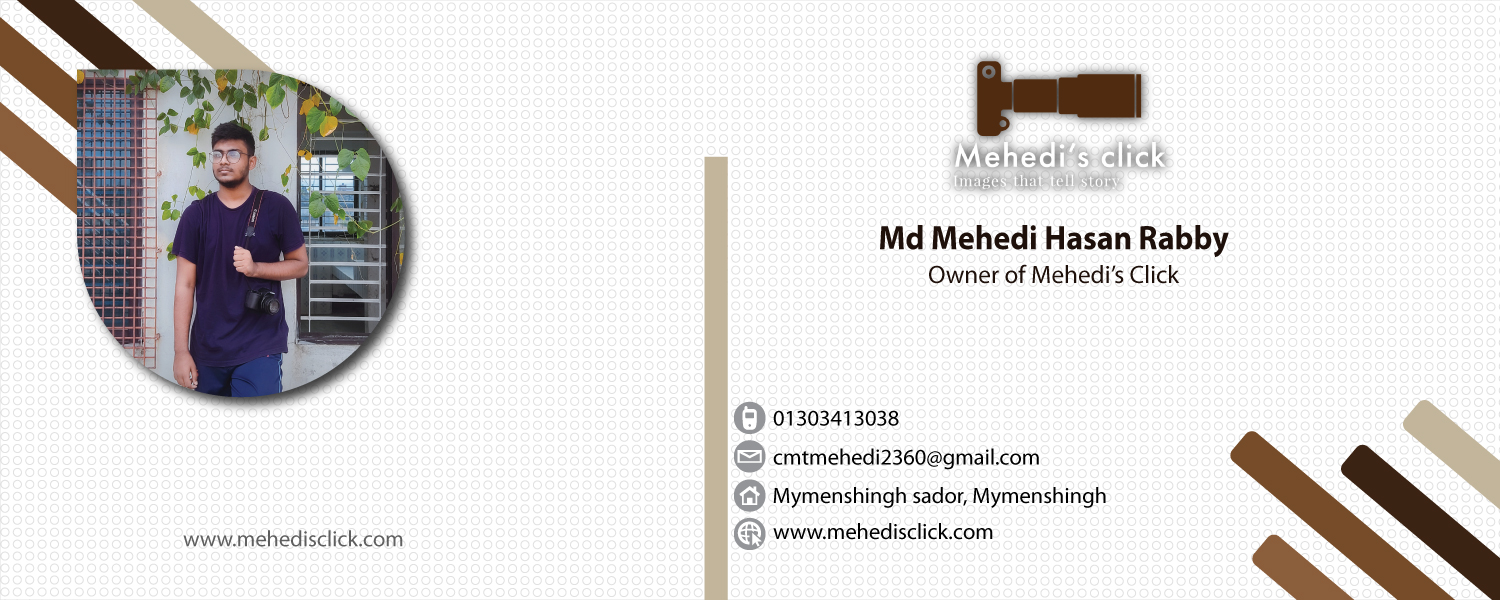 Mehedi's click
Images that tell story
Md Mehedi Hasan Rabby
Owner of Mehedi's Click
01303413038
cmtmehedi2360@gmail.com
Mymenshingh sador, Mymenshingh
www.mehedisclick.com
www.mehedisclick.com